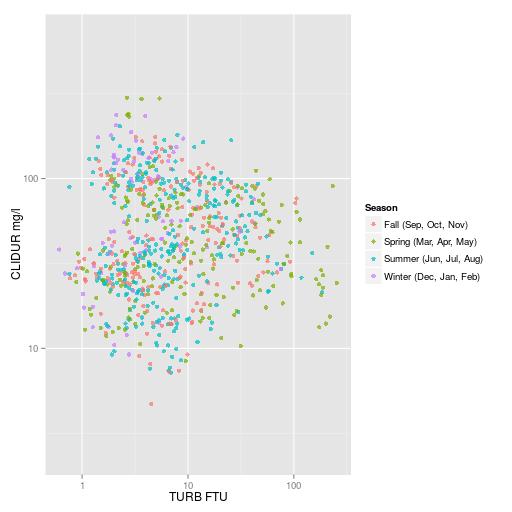 CLIDUR mg/l
100
10
1
10
100
TURB FTU
Season
Fall (Sep, Oct, Nov)
Spring (Mar, Apr, May)
Summer (Jun, Jul, Aug)
Winter (Dec, Jan, Feb)